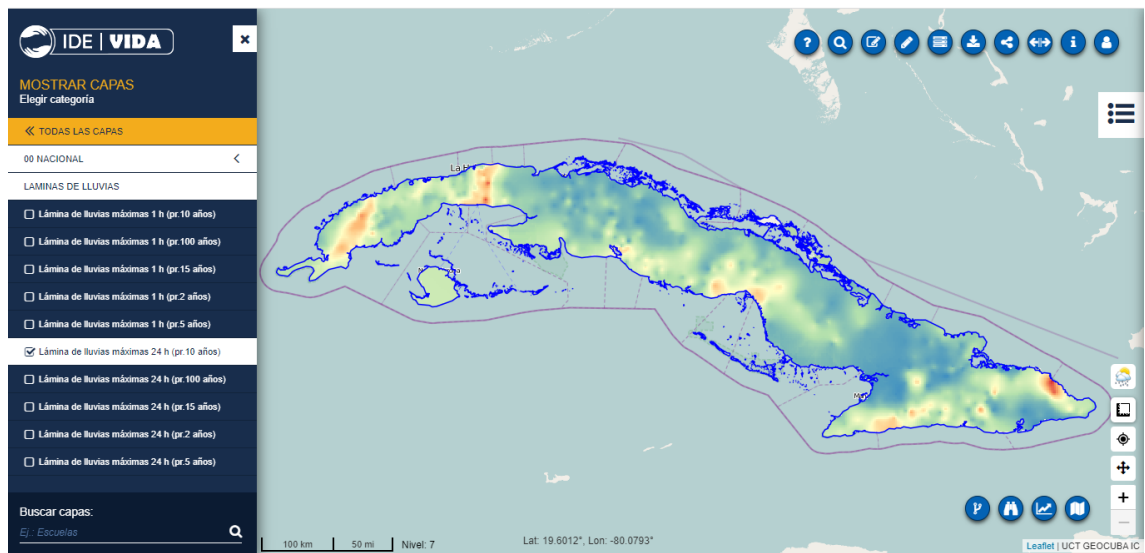 IDE | VIDA
MOSTRAR CAPAS
Elegir categoría
TODAS LAS CAPAS
00 NACIONAL
LAMINAS DE LLUVIAS
Lámina de lluvias máximas 1 h (pr.10 años)
Lámina de lluvias máximas 1 h (pr.100 años)
Lámina de lluvias máximas 1 h (pr.15 años)
Lámina de lluvias máximas 1 h (pr.2 años)
Lámina de lluvias máximas 1 h (pr.5 años)
Lámina de lluvias máximas 24 h (pr.10 años)
Lámina de lluvias máximas 24 h (pr.100 años)
Lámina de lluvias máximas 24 h (pr.15 años)
Lámina de lluvias máximas 24 h (pr.2 años)
Lámina de lluvias máximas 24 h (pr.5 años)
Buscar capas:
Ej.: Escuelas
La H
100 km
50 mi
Nivel: 7
Lat: 19.6012°, Lon: -80.0793°
Leaflet | UCT GEOCUBA IC